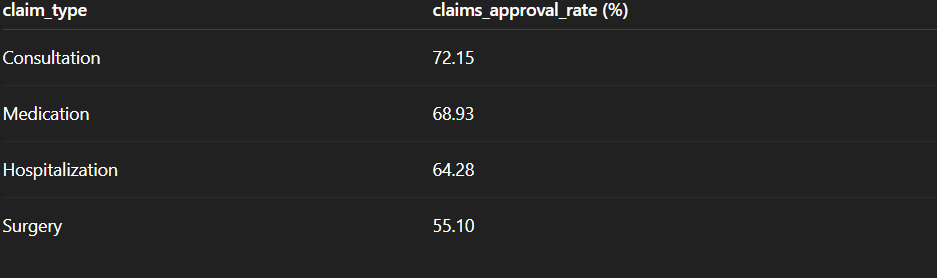 claim_type claims_approval_rate (%)
Consultation 72.15
Medication 68.93
Hospitalization 64.28
Surgery 55.10